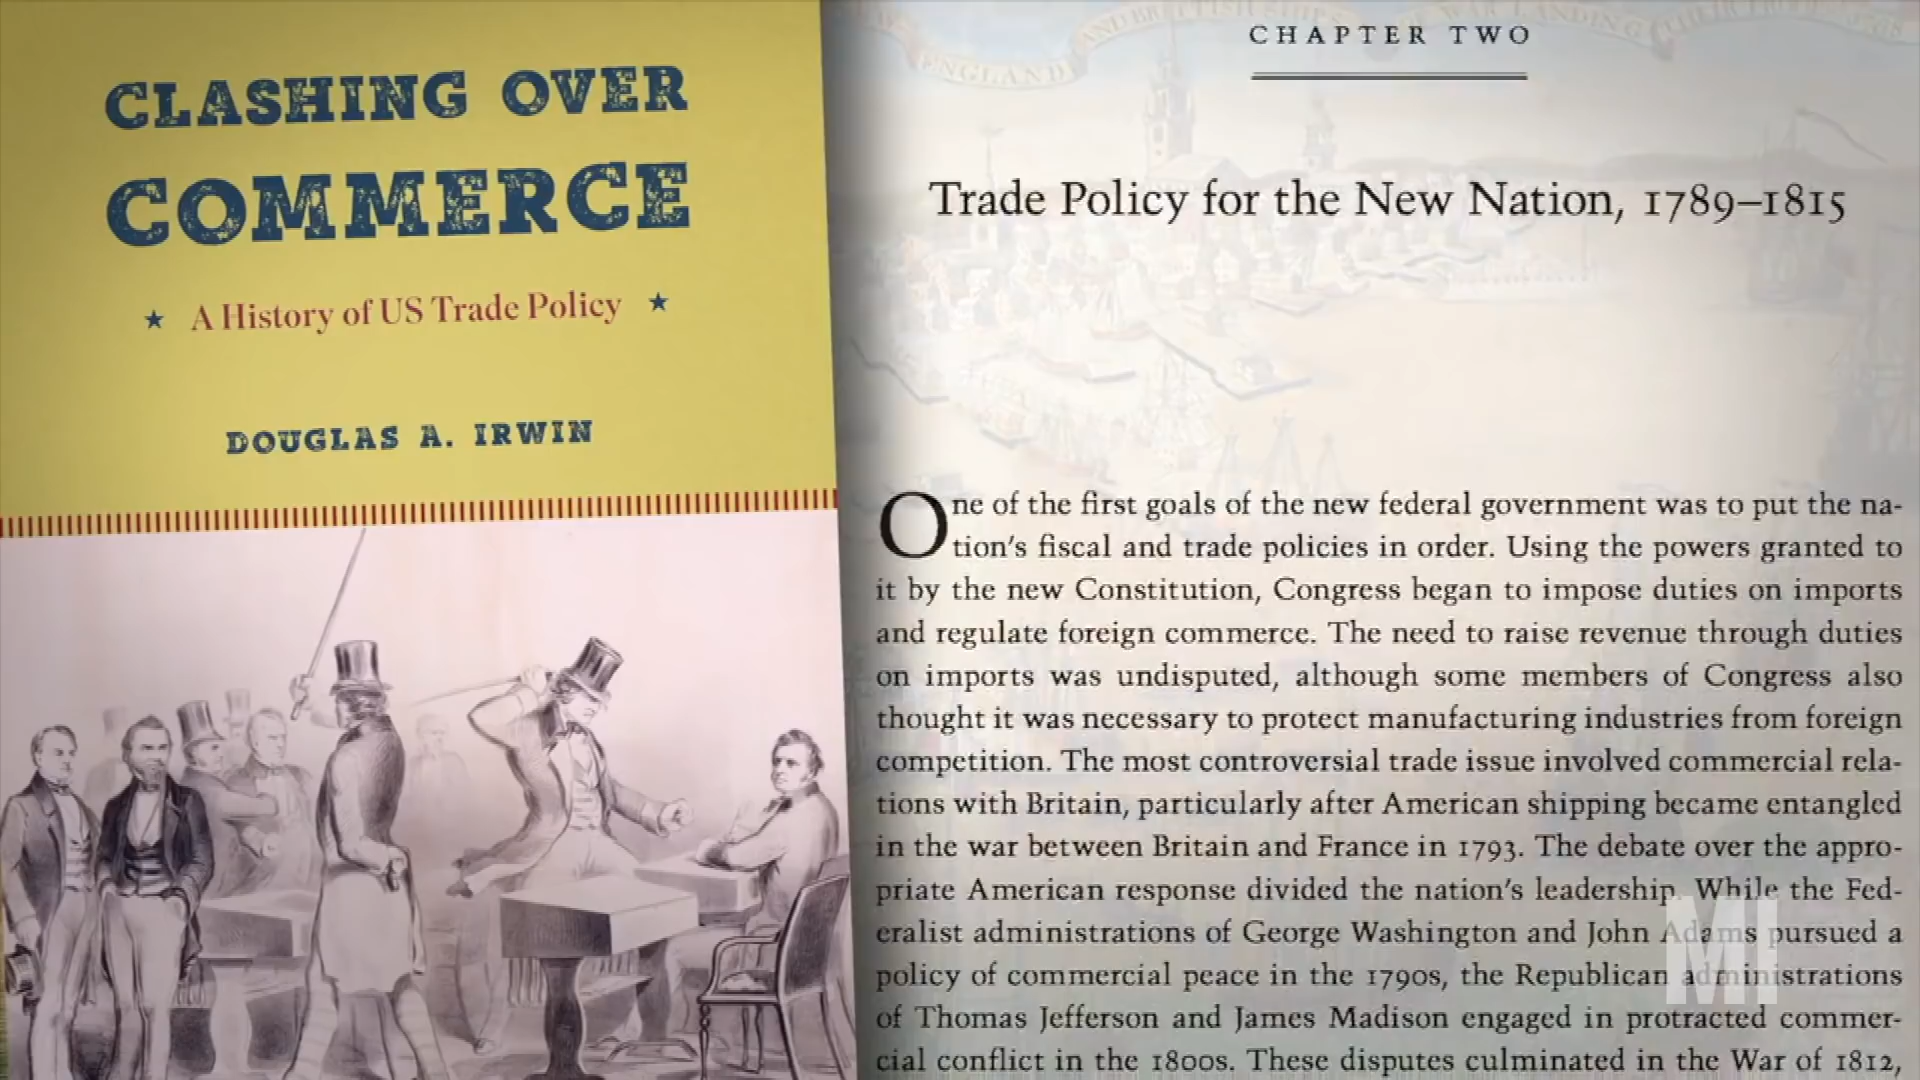 CLASHING OVER
COMMERCE
A History of US Trade Policy
DOUGLAS A. IRWIN
ENGLAND
CHAPTER TWO
Trade Policy for the New Nation, 1789–1815
One of the first goals of the new federal government was to put the na-
tion's fiscal and trade policies in order. Using the powers granted to
it by the new Constitution, Congress began to impose duties on imports
and regulate foreign commerce. The need to raise revenue through duties
on imports was undisputed, although some members of Congress also
thought it was necessary to protect manufacturing industries from foreign
competition. The most controversial trade issue involved commercial rela-
tions with Britain, particularly after American shipping became entangled
in the war between Britain and France in 1793. The debate over the appro-
priate American response divided the nation's leadership. While the Fed-
eralist administrations of George Washington and John Adams pursued a
policy of commercial peace in the 1790s, the Republican administrations
of Thomas Jefferson and James Madison engaged in protracted commer-
cial conflict in the 1800s. These disputes culminated in the War of 1812,
MI